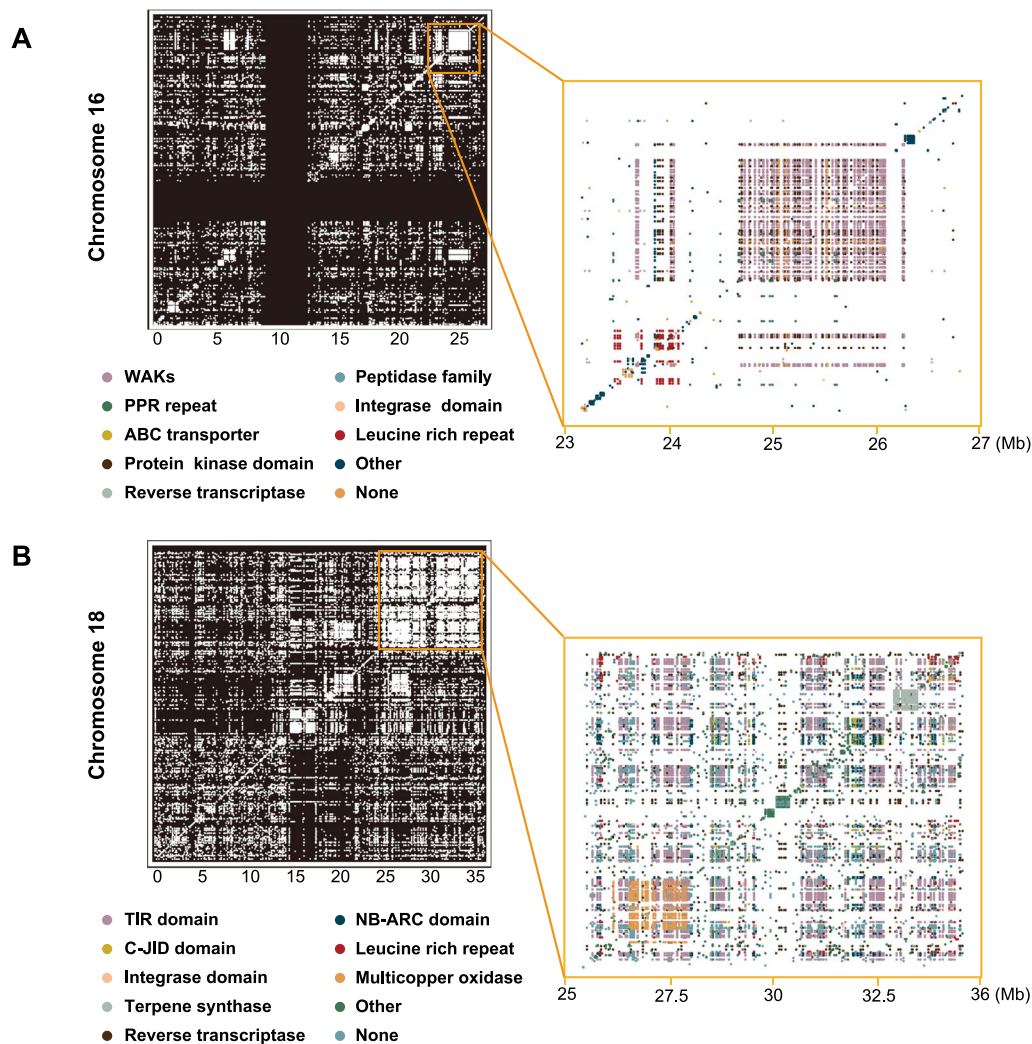 A
Chromosome 16
0 5 10 15 20 25
23 24 25 26 27 (Mb)
WAKs
PPR repeat
ABC transporter
Protein kinase domain
Reverse transcriptase
Peptidase family
Integrase domain
Leucine rich repeat
Other
None
B
Chromosome 18
0 5 10 15 20 25 30 35
25 27.5 30 32.5 36 (Mb)
TIR domain
C-JID domain
Integrase domain
Terpene synthase
Reverse transcriptase
NB-ARC domain
Leucine rich repeat
Multicopper oxidase
Other
None